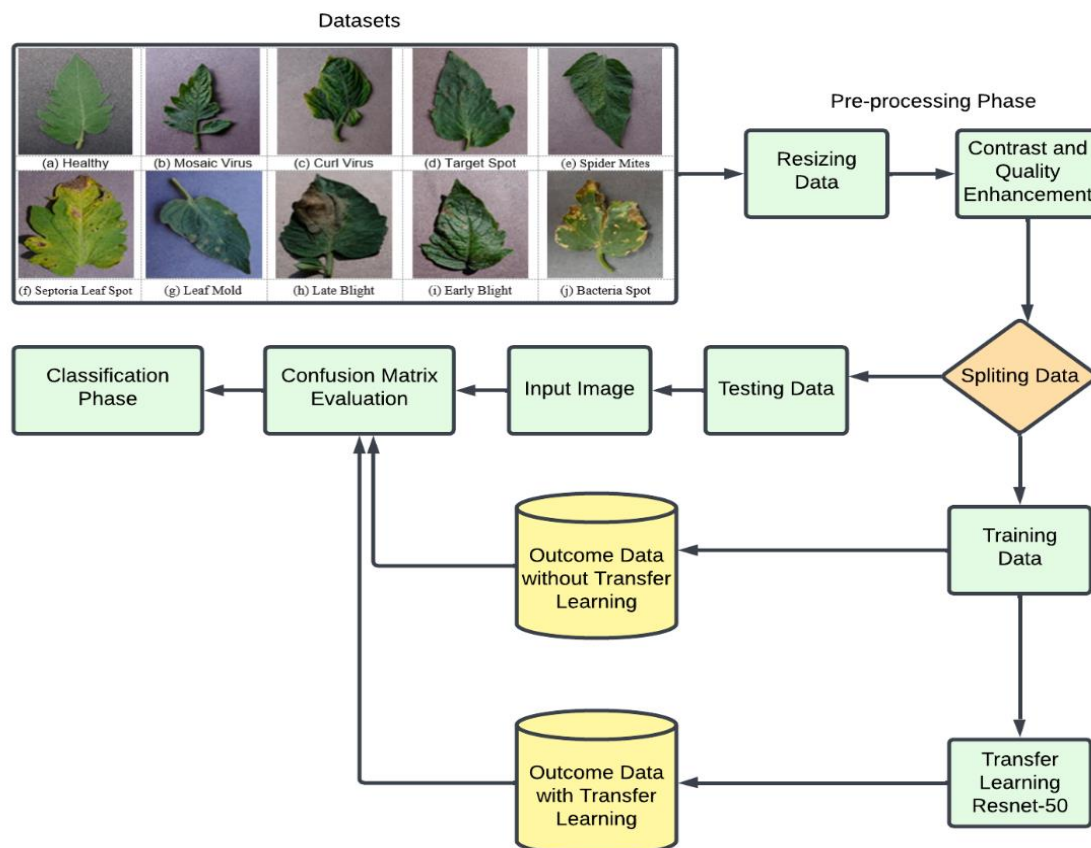 Datasets
(a) Healthy
(b) Mosaic Virus
(c) Curl Virus
(d) Target Spot
(e) Spider Mites
(f) Septoria Leaf Spot
(g) Leaf Mold
(h) Late Blight
(i) Early Blight
(j) Bacteria Spot
Pre-processing Phase
Resizing
Data
Contrast and
Quality
Enhancement
Spliting Data
Testing Data
Input Image
Confusion Matrix
Evaluation
Classification
Phase
Training
Data
Outcome Data
without Transfer
Learning
Transfer
Learning
Resnet-50
Outcome Data
with Transfer
Learning